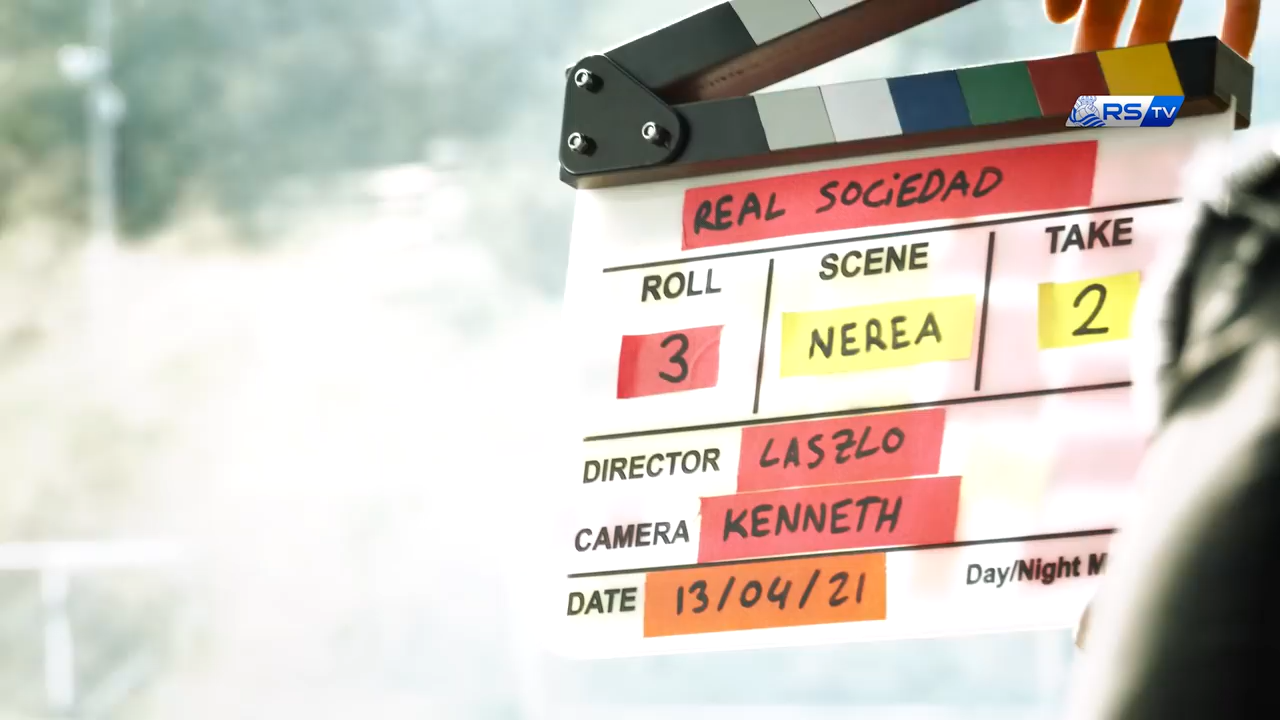 RS TV
REAL SOCIEDAD
ROLL SCENE TAKE
3 NEREA 2
DIRECTOR LASZLO
CAMERA KENNETH
DATE 13/04/21
Day/Night M